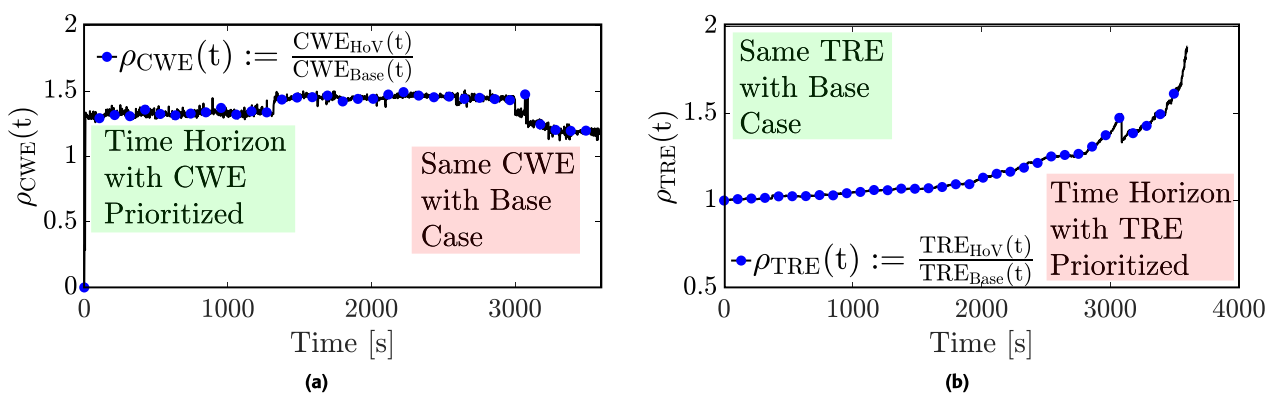 2
1.5
1
0.5
0
ρCWE(t)
ρCWE(t) := CWEHoV(t)
CWEBase(t)
Time Horizon
with CWE
Prioritized
Same CWE
with Base
Case
0 1000 2000 3000
Time [s]
(a)
2
1.5
1
0.5
ρTRE(t)
Same TRE
with Base
Case
Time Horizon
with TRE
Prioritized
ρTRE(t) := TREHoV(t)
TREBase(t)
0 1000 2000 3000 4000
Time [s]
(b)